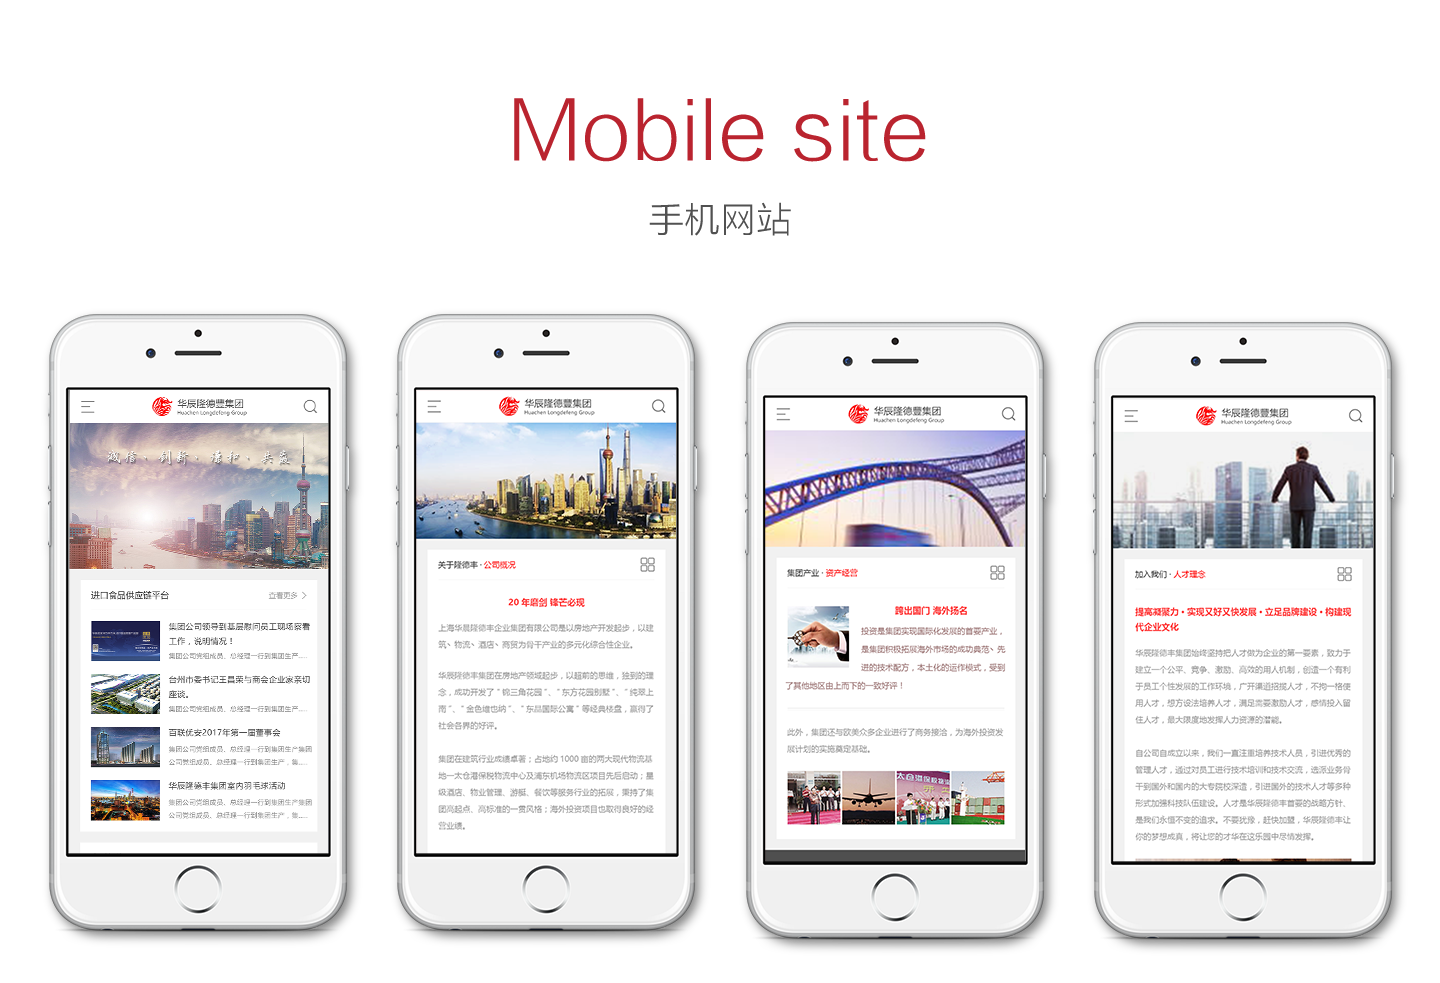 Mobile site
手机网站
华辰隆德豐集团
Huachen Longdefeng Group
诚信·创新·谦和·共赢
进口食品供应链平台
查看更多
集团公司领导到基层慰问员工现场察看
工作，说明情况！
集团公司党组成员、总经理一行到集团生产....
台州市委书记王昌荣与商会企业家亲切
座谈。
集团公司党组成员、总经理一行到集团生产....
百联优安2017年第一届董事会
集团公司党组成员、总经理一行到集团生产集团
公司党组成员、总经理一行到集团生产，集....
华辰隆德丰集团室内羽毛球活动
集团公司党组成员、总经理一行到集团生产集团
公司党组成员、总经理一行到集团生产，集....
华辰隆德豐集团
Huachen Longdefeng Group
关于隆德丰·公司概况
20 年磨剑 锋芒必现
上海华晨隆德丰企业集团有限公司是以房地产开发起步，以建
筑、物流、酒店、商贸为骨干产业的多元化综合性企业。
华辰隆德丰集团在房地产领域起步，以超前的思维，独到的理
念，成功开发了“锦三角花园”、“东方花园别墅”、“纯翠上
南”、“金色维也纳”、“东晶国际公寓”等经典楼盘，赢得了
社会各界的好评。
集团在建筑行业成绩卓著；占地约 1000 亩的两大现代物流基
地—太仓港保税物流中心及浦东机场物流区项目先后启动；星
级酒店、物业管理、游艇、餐饮等服务行业的拓展，秉持了集
团高起点、高标准的一贯风格；海外投资项目也取得良好的经
营业绩。
华辰隆德豐集团
Huachen Longdefeng Group
集团产业·资产经营
跨出国门 海外扬名
投资是集团实现国际化发展的首要产业，
是集团积极拓展海外市场的成功典范、先
进的技术配方，本土化的运作模式，受到
了其他地区由上而下的一致好评！
此外，集团还与欧美众多企业进行了商务接洽，为海外投资发
展计划的实施奠定基础。
太仓港保税物
华辰隆德豐集团
Huachen Longdefeng Group
加入我们·人才理念
提高凝聚力·实现又好又快发展·立足品牌建设·构建现
代企业文化
华辰隆德丰集团始终坚持把人才做为企业的第一要素，致力于
建立一个公平、竞争、激励、高效的用人机制，创造一个有利
于员工个性发展的工作环境，广开渠道招揽人才，不拘一格使
用人才，想方设法培养人才，满足需要激励人才，感情投入留
住人才，最大限度地发挥人力资源的潜能。
自公司自成立以来，我们一直注重培养技术人员，引进优秀的
管理人才，通过对员工进行技术培训和技术交流，选派业务骨
干到国外和国内的大专院校深造，引进国外的技术人才等多种
形式加强科技队伍建设。人才是华辰隆德丰首要的战略方针、
是我们永恒不变的追求。不要犹豫，赶快加盟，华辰隆德丰让
你的梦想成真，将让您的才华在这乐园中尽情发挥。